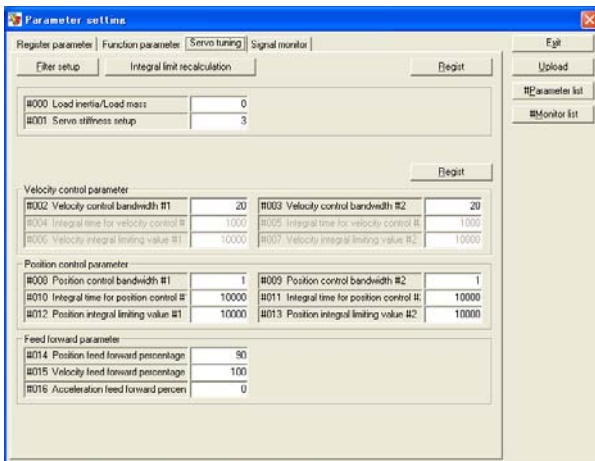 Parameter setting
Register parameter Function parameter Servo tuning Signal monitor
Exit
Filter setup Integral limit recalculation Regist Upload
#Parameter list
#000 Load inertia/Load mass 0
#Monitor list
#001 Servo stiffness setup 3
Regist
Velocity control parameter
#002 Velocity control bandwidth #1 20 #003 Velocity control bandwidth #2 20
#004 Integral time for velocity control # 1000 #005 Integral time for velocity control # 1000
#006 Velocity integral limiting value #1 10000 #007 Velocity integral limiting value #2 10000
Position control parameter
#008 Position control bandwidth #1 1 #009 Position control bandwidth #2 1
#010 Integral time for position control # 10000 #011 Integral time for position control # 10000
#012 Position integral limiting value #1 10000 #013 Position integral limiting value #2 10000
Feed forward parameter
#014 Position feed forward percentage 90
#015 Velocity feed forward percentage 100
#016 Acceleration feed forward percen 0